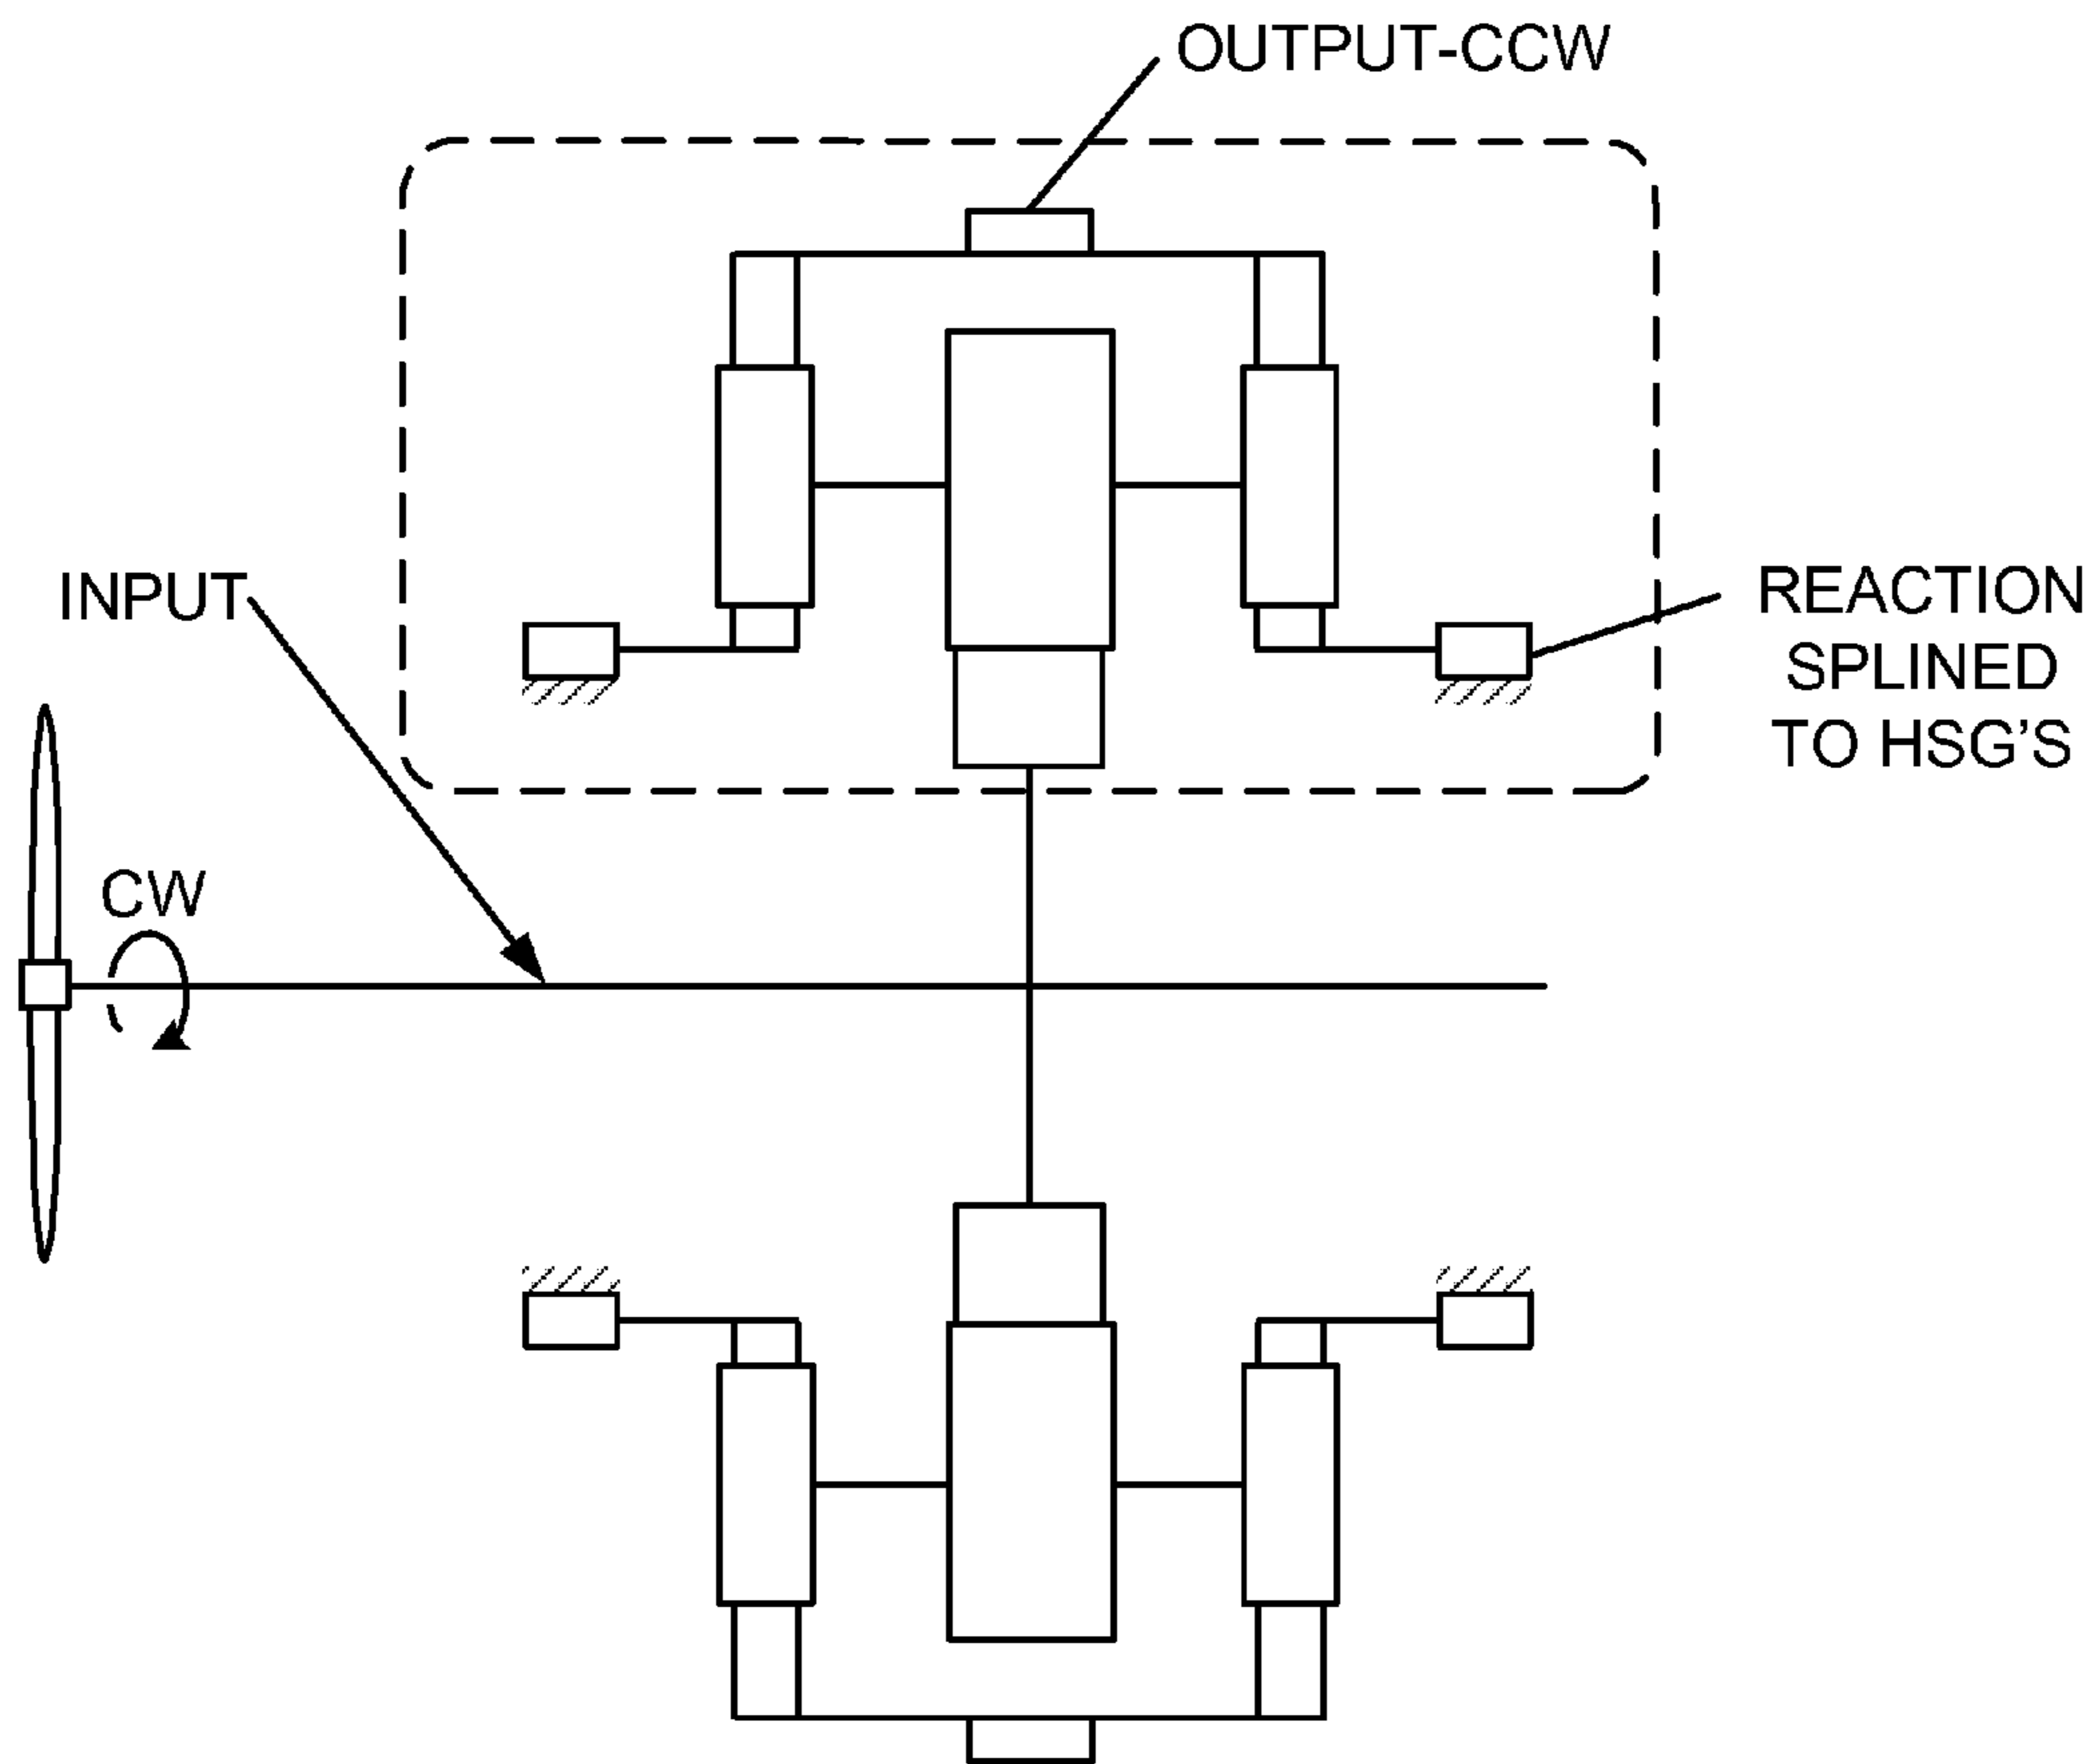 OUTPUT-CCW
INPUT
REACTION
SPLINED
TO HSG’S
CW